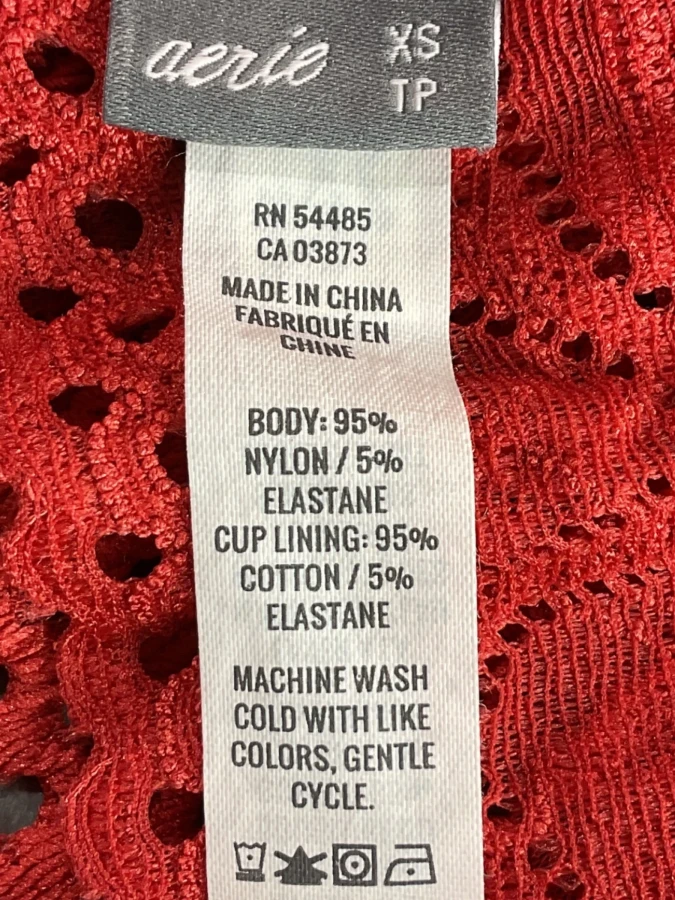 aerie XS
TP
RN 54485
CA 03873
MADE IN CHINA
FABRIQUÉ EN
CHINE
BODY: 95%
NYLON / 5%
ELASTANE
CUP LINING: 95%
COTTON / 5%
ELASTANE
MACHINE WASH
COLD WITH LIKE
COLORS, GENTLE
CYCLE.